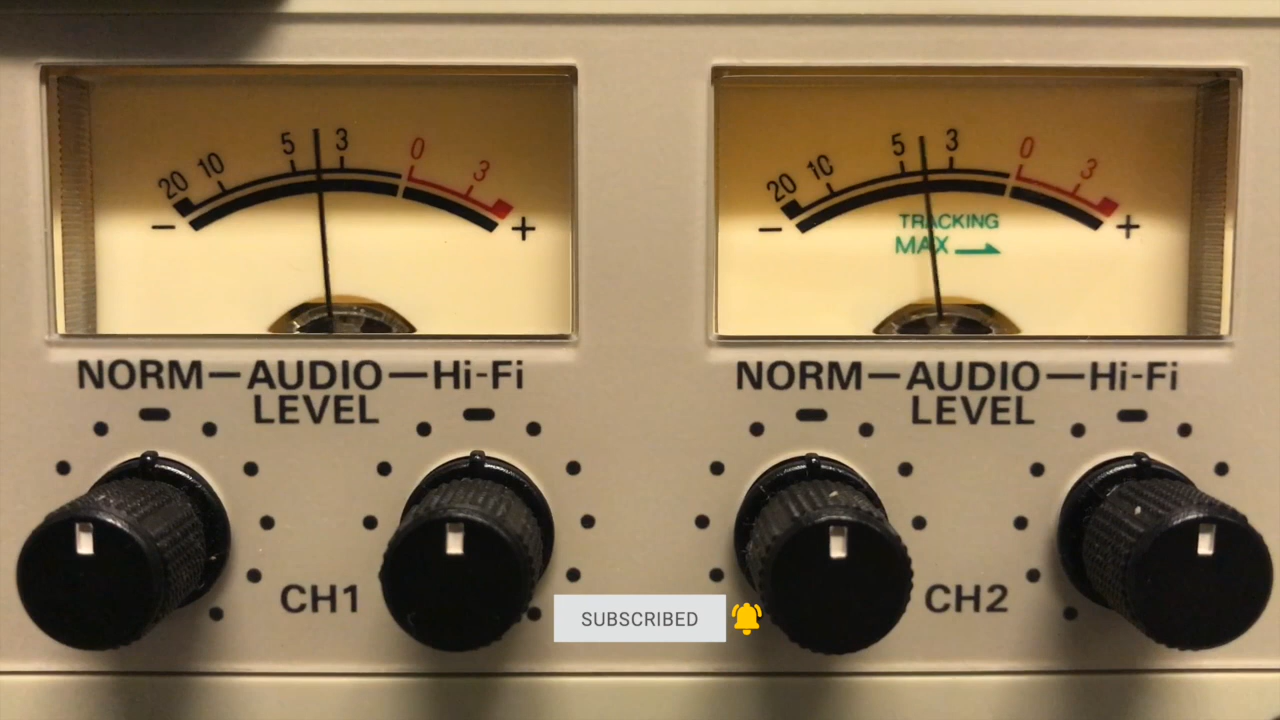 20 10 5 3 0 3
- +
NORM—AUDIO—Hi-Fi
LEVEL
CH1
20 10 5 3 0 3
- +
TRACKING
MAX
NORM—AUDIO—Hi-Fi
LEVEL
CH2
SUBSCRIBED